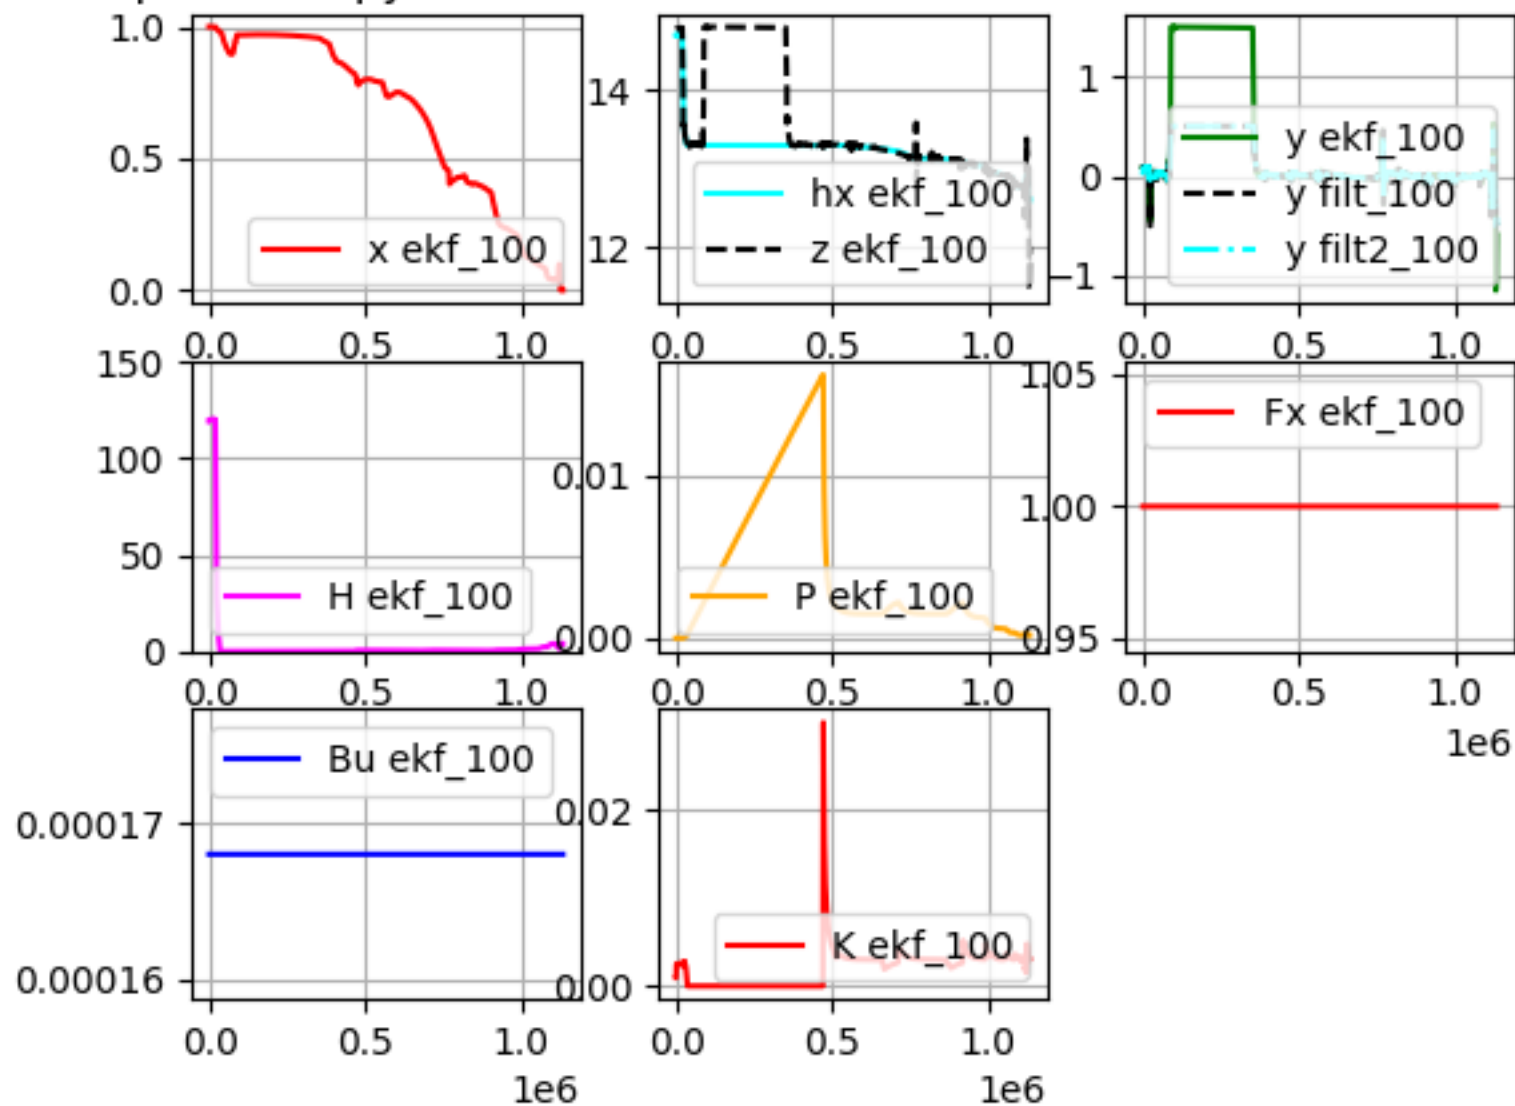 1.0
0.5
0.0
x ekf_100
0.0 0.5 1.0
14
12
hx ekf_100
z ekf_100
0.0 0.5 1.0
1
0
−1
y ekf_100
y filt_100
y filt2_100
0.0 0.5 1.0
150
100
50
0
H ekf_100
0.0 0.5 1.0
0.01
0.00
P ekf_100
0.0 0.5 1.0
1.05
1.00
0.95
Fx ekf_100
0.0 0.5 1.0
1e6
0.00017
0.00016
Bu ekf_100
0.0 0.5 1.0
1e6
0.02
0.00
K ekf_100
0.0 0.5 1.0
1e6